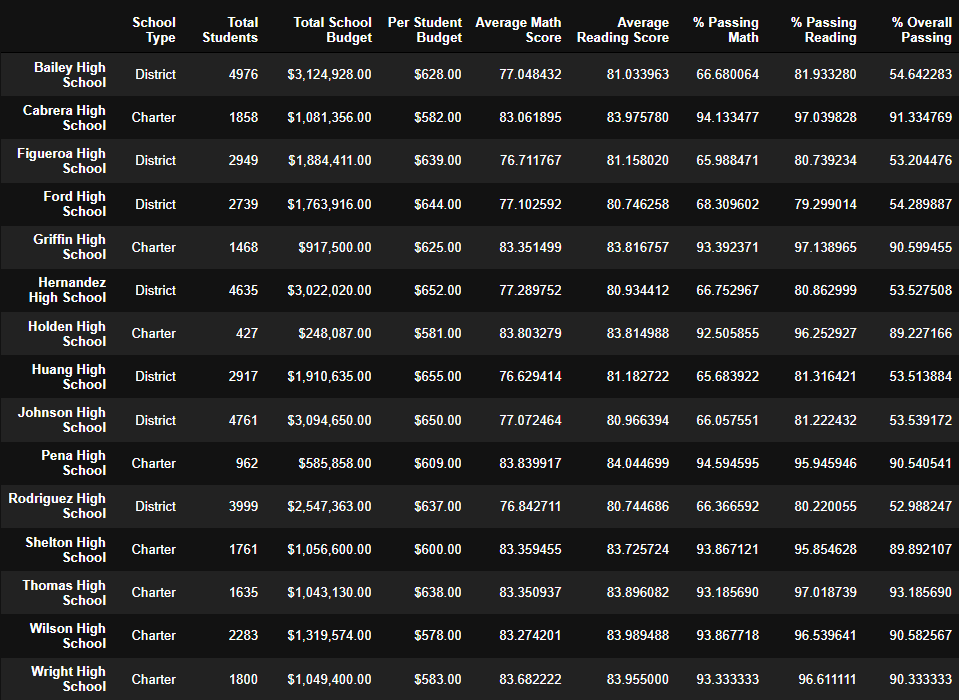 School Type Total Students Total School Budget Per Student Budget Average Math Score Average Reading Score % Passing Math % Passing Reading % Overall Passing
Bailey High School District 4976 $3,124,928.00 $628.00 77.048432 81.033963 66.680064 81.933280 54.642283
Cabrera High School Charter 1858 $1,081,356.00 $582.00 83.061895 83.975780 94.133477 97.039828 91.334769
Figueroa High School District 2949 $1,884,411.00 $639.00 76.711767 81.158020 65.988471 80.739234 53.204476
Ford High School District 2739 $1,763,916.00 $644.00 77.102592 80.746258 68.309602 79.299014 54.289887
Griffin High School Charter 1468 $917,500.00 $625.00 83.351499 83.816757 93.392371 97.138965 90.599455
Hernandez High School District 4635 $3,022,020.00 $652.00 77.289752 80.934412 66.752967 80.862999 53.527508
Holden High School Charter 427 $248,087.00 $581.00 83.803279 83.814988 92.505855 96.252927 89.227166
Huang High School District 2917 $1,910,635.00 $655.00 76.629414 81.182722 65.683922 81.316421 53.513884
Johnson High School District 4761 $3,094,650.00 $650.00 77.072464 80.966394 66.057551 81.222432 53.539172
Pena High School Charter 962 $585,858.00 $609.00 83.839917 84.044699 94.594595 95.945946 90.540541
Rodriguez High School District 3999 $2,547,363.00 $637.00 76.842711 80.744686 66.366592 80.220055 52.988247
Shelton High School Charter 1761 $1,056,600.00 $600.00 83.359455 83.725724 93.867121 95.854628 89.892107
Thomas High School Charter 1635 $1,043,130.00 $638.00 83.350937 83.896082 93.185690 97.018739 93.185690
Wilson High School Charter 2283 $1,319,574.00 $578.00 83.274201 83.989488 93.867718 96.539641 90.582567
Wright High School Charter 1800 $1,049,400.00 $583.00 83.682222 83.955000 93.333333 96.611111 90.333333